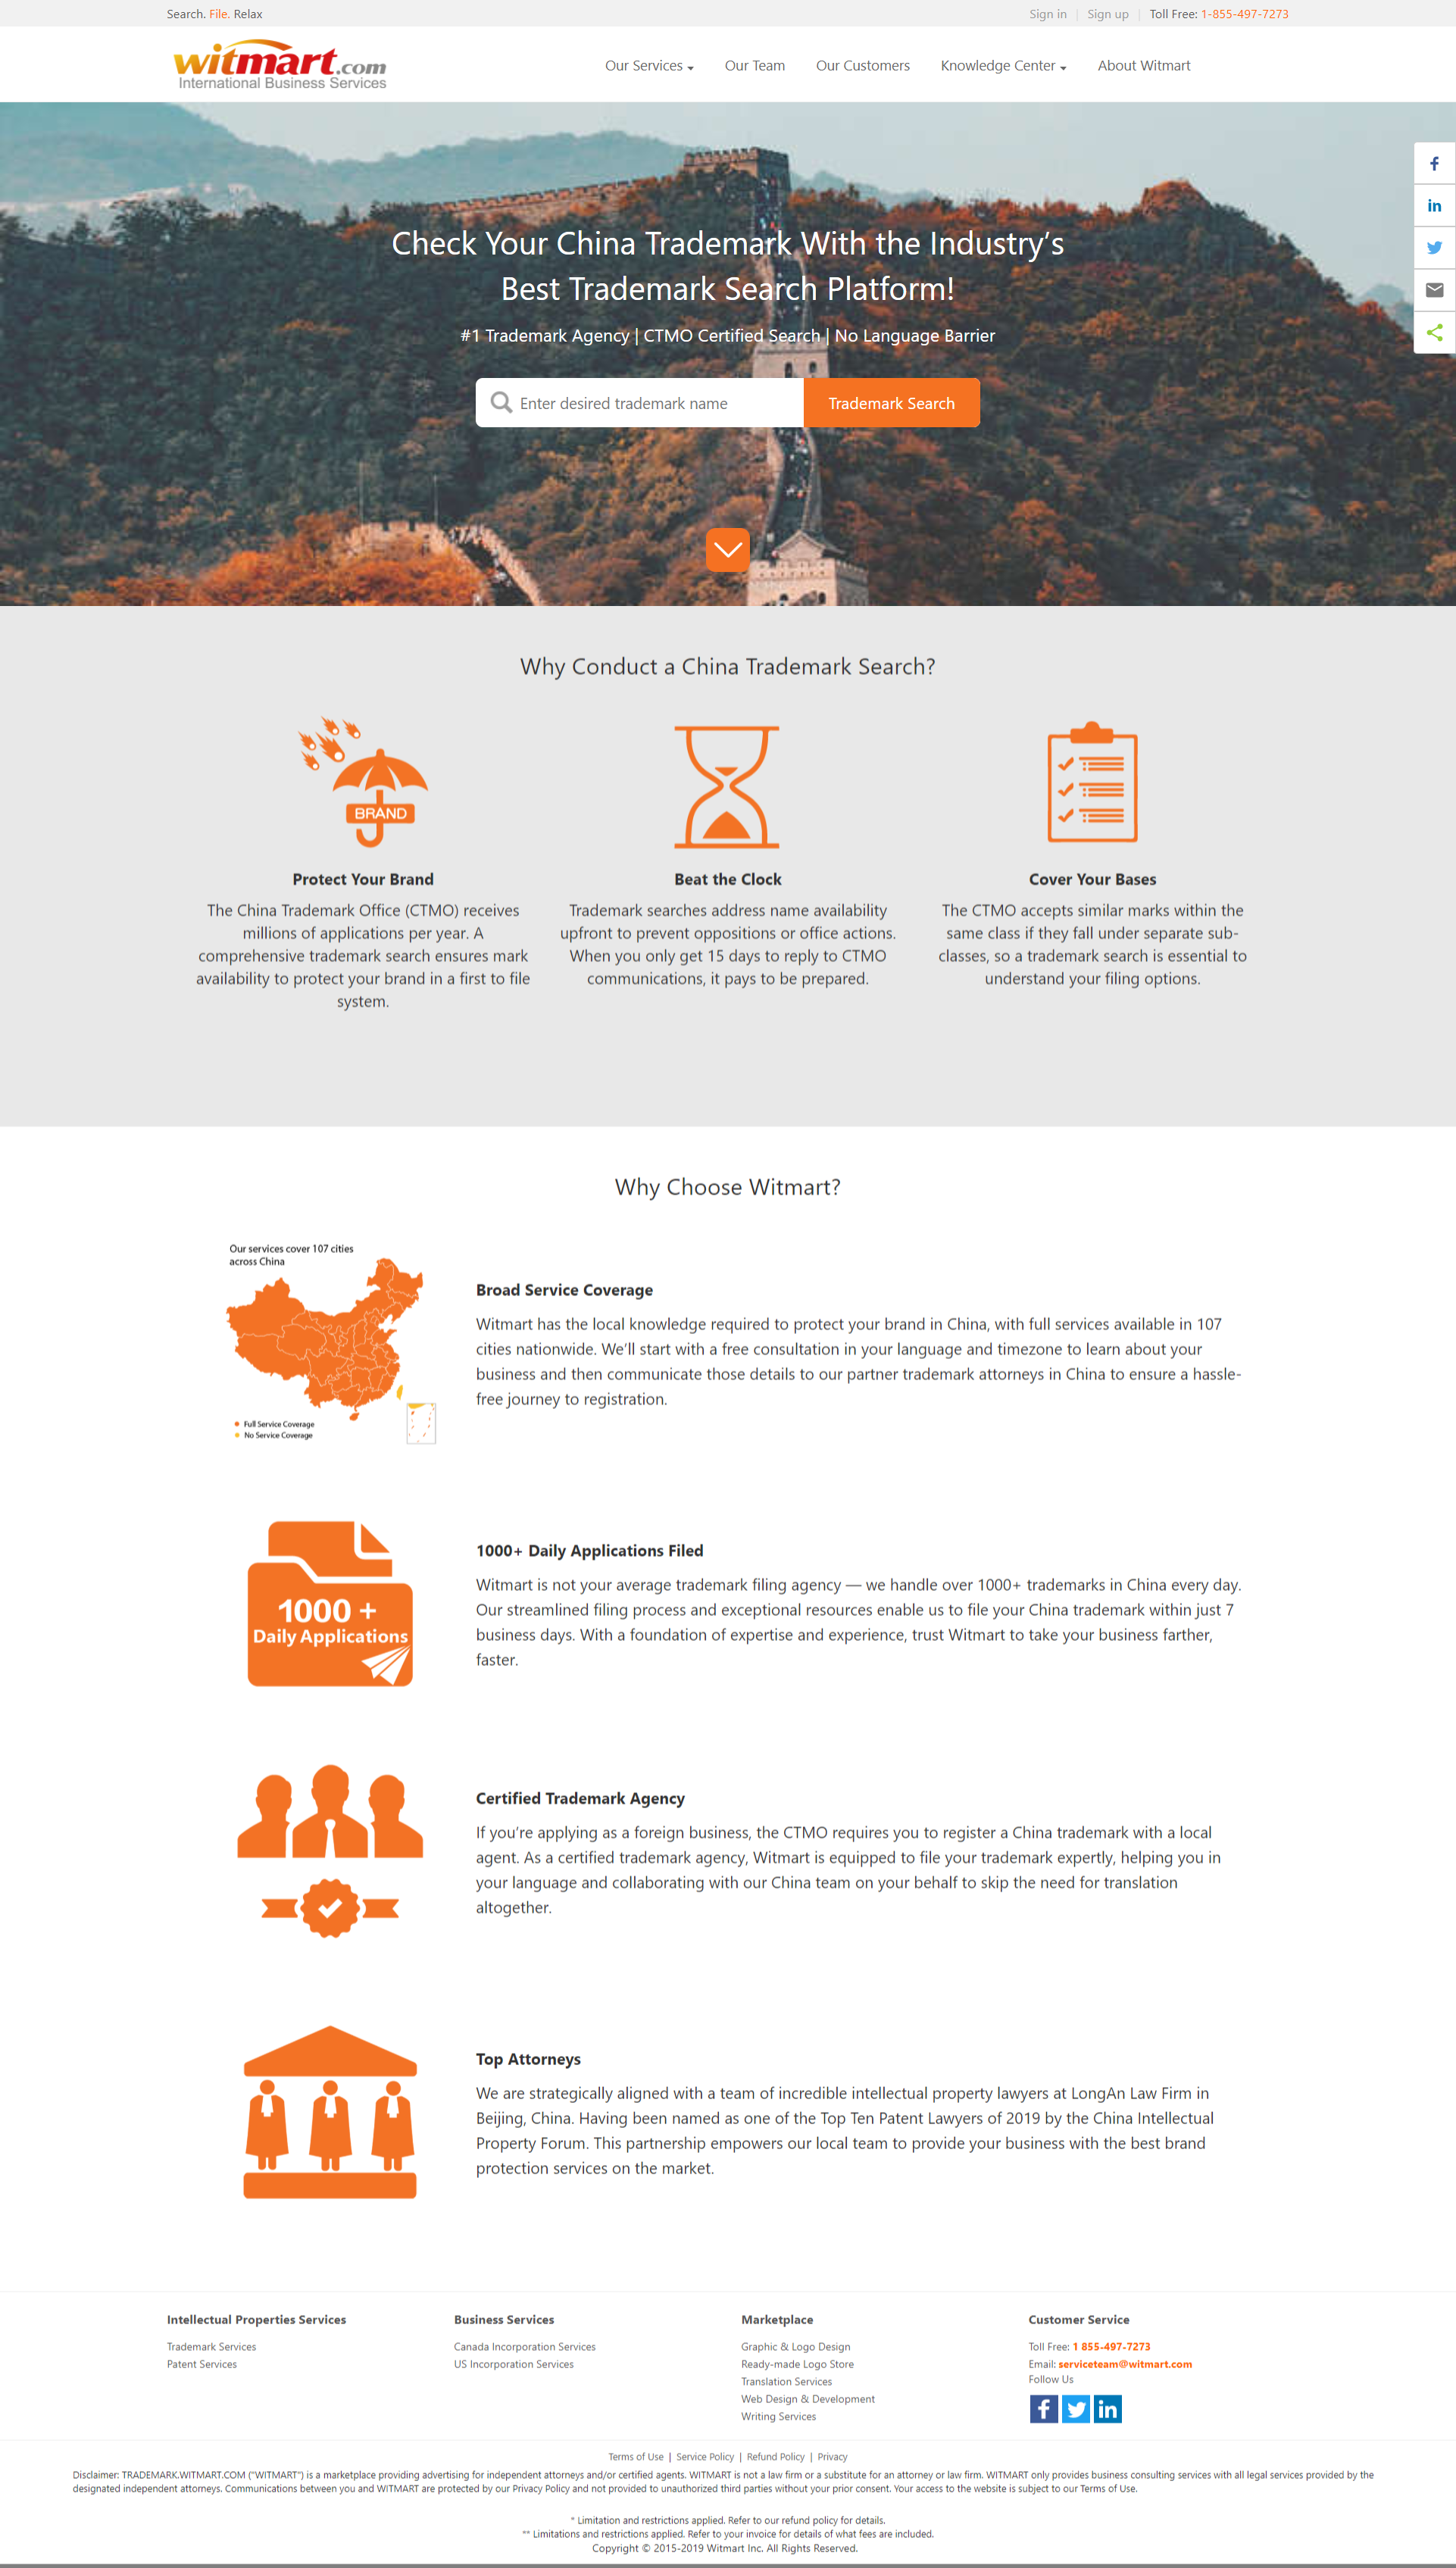 Search. File. Relax
Sign in | Sign up | Toll Free: 1-855-497-7273
witmart.com
International Business Services
Our Services
Our Team
Our Customers
Knowledge Center
About Witmart
Check Your China Trademark With the Industry's
Best Trademark Search Platform!
#1 Trademark Agency | CTMO Certified Search | No Language Barrier
Enter desired trademark name
Trademark Search
Why Conduct a China Trademark Search?
BRAND
Protect Your Brand
The China Trademark Office (CTMO) receives
millions of applications per year. A
comprehensive trademark search ensures mark
availability to protect your brand in a first to file
system.
Beat the Clock
Trademark searches address name availability
upfront to prevent oppositions or office actions.
When you only get 15 days to reply to CTMO
communications, it pays to be prepared.
Cover Your Bases
The CTMO accepts similar marks within the
same class if they fall under separate sub-
classes, so a trademark search is essential to
understand your filing options.
Why Choose Witmart?
Our services cover 107 cities
across China
Full Service Coverage
No Service Coverage
Broad Service Coverage
Witmart has the local knowledge required to protect your brand in China, with full services available in 107
cities nationwide. We'll start with a free consultation in your language and timezone to learn about your
business and then communicate those details to our partner trademark attorneys in China to ensure a hassle-
free journey to registration.
1000 +
Daily Applications
1000+ Daily Applications Filed
Witmart is not your average trademark filing agency — we handle over 1000+ trademarks in China every day.
Our streamlined filing process and exceptional resources enable us to file your China trademark within just 7
business days. With a foundation of expertise and experience, trust Witmart to take your business farther,
faster.
Certified Trademark Agency
If you're applying as a foreign business, the CTMO requires you to register a China trademark with a local
agent. As a certified trademark agency, Witmart is equipped to file your trademark expertly, helping you in
your language and collaborating with our China team on your behalf to skip the need for translation
altogether.
Top Attorneys
We are strategically aligned with a team of incredible intellectual property lawyers at LongAn Law Firm in
Beijing, China. Having been named as one of the Top Ten Patent Lawyers of 2019 by the China Intellectual
Property Forum. This partnership empowers our local team to provide your business with the best brand
protection services on the market.
Intellectual Properties Services
Trademark Services
Patent Services
Business Services
Canada Incorporation Services
US Incorporation Services
Marketplace
Graphic & Logo Design
Ready-made Logo Store
Translation Services
Web Design & Development
Writing Services
Customer Service
Toll Free: 1 855-497-7273
Email: serviceteam@witmart.com
Follow Us
Terms of Use | Service Policy | Refund Policy | Privacy
Disclaimer: TRADEMARK.WITMART.COM ("WITMART") is a marketplace providing advertising for independent attorneys and/or certified agents. WITMART is not a law firm or a substitute for an attorney or law firm. WITMART only provides business consulting services with all legal services provided by the
designated independent attorneys. Communications between you and WITMART are protected by our Privacy Policy and not provided to unauthorized third parties without your prior consent. Your access to the website is subject to our Terms of Use.
* Limitation and restrictions applied. Refer to our refund policy for details.
** Limitations and restrictions applied. Refer to your invoice for details of what fees are included.
Copyright © 2015-2019 Witmart Inc. All Rights Reserved.